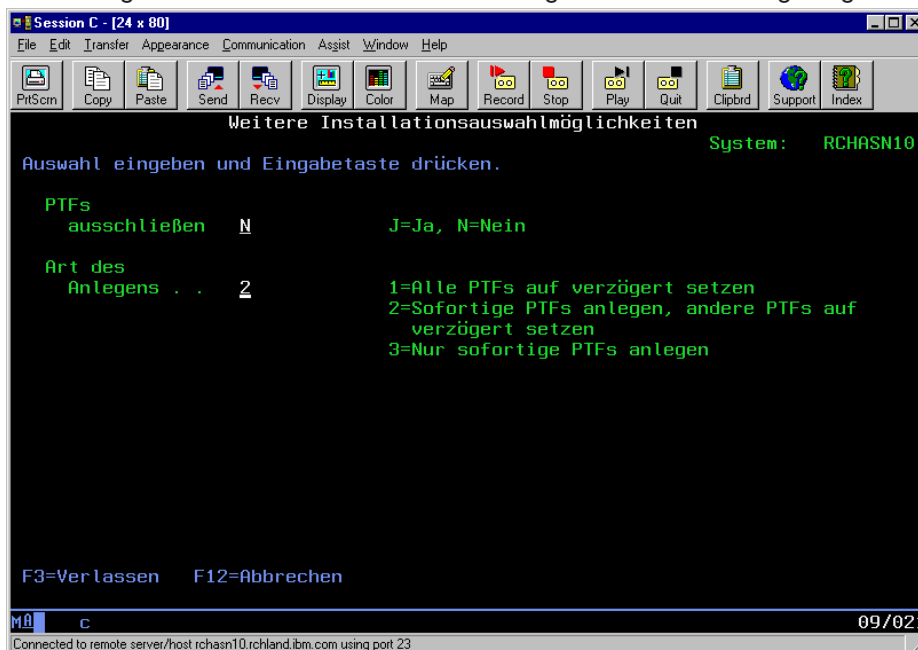 Session C - [24 x 80]
File Edit Transfer Appearance Communication Assist Window Help
PrtScrn Copy Paste Send Recv Display Color Map Record Stop Play Quit Clipbrd Support Index
Weitere Installationsauswahlmöglichkeiten
System: RCHASN10
Auswahl eingeben und Eingabetaste drücken.
PTFs
ausschließen N J=Ja, N=Nein
Art des
Anlegens . . 2 1=Alle PTFs auf verzögert setzen
2=Sofortige PTFs anlegen, andere PTFs auf
verzögert setzen
3=Nur sofortige PTFs anlegen
F3=Verlassen F12=Abbrechen
MA c 09/02
Connected to remote server/host rchasn10.rchland.ibm.com using port 23